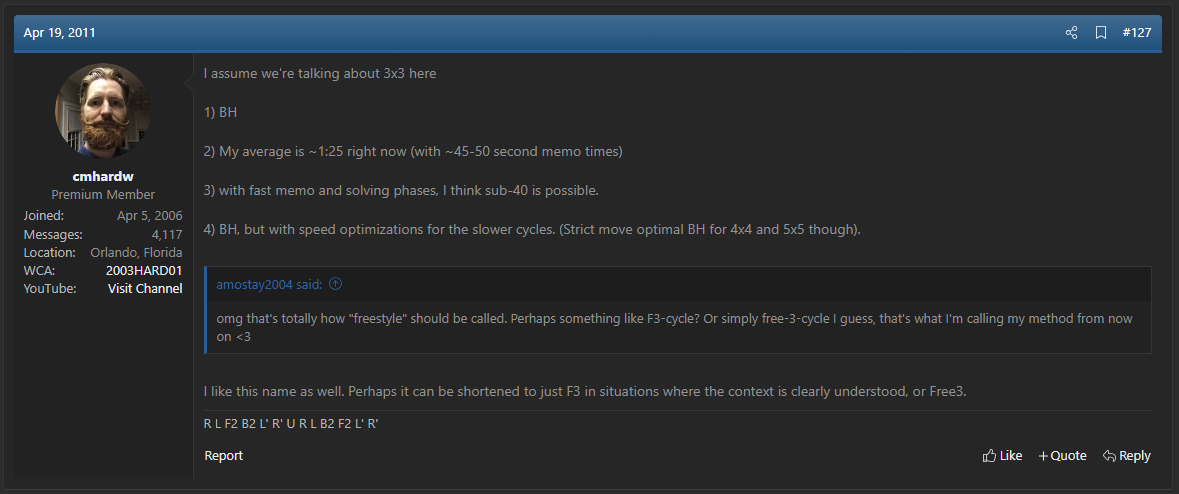 Apr 19, 2011
#127
cmhardw
Premium Member
Joined: Apr 5, 2006
Messages: 4,117
Location: Orlando, Florida
WCA: 2003HARD01
YouTube: Visit Channel
I assume we're talking about 3x3 here
1) BH
2) My average is ~1:25 right now (with ~45-50 second memo times)
3) with fast memo and solving phases, I think sub-40 is possible.
4) BH, but with speed optimizations for the slower cycles. (Strict move optimal BH for 4x4 and 5x5 though).
amostay2004 said:
omg that's totally how "freestyle" should be called. Perhaps something like F3-cycle? Or simply free-3-cycle I guess, that's what I'm calling my method from now
on <3
I like this name as well. Perhaps it can be shortened to just F3 in situations where the context is clearly understood, or Free3.
R L F2 B2 L' R' U R L B2 F2 L' R'
Report
Like
+ Quote
Reply